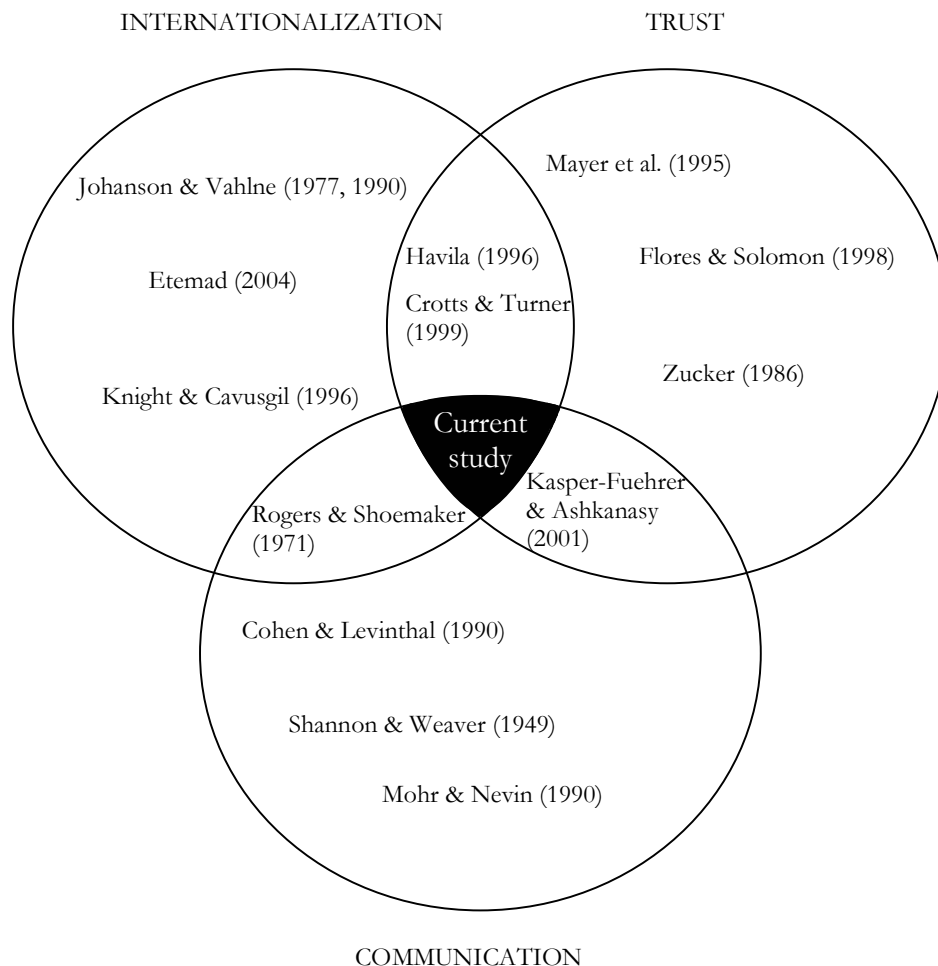 INTERNATIONALIZATION
TRUST
Mayer et al. (1995)
Johanson & Vahlne (1977, 1990)
Havila (1996)
Flores & Solomon (1998)
Etemad (2004)
Crotts & Turner
(1999)
Zucker (1986)
Knight & Cavusgil (1996)
Current
study
Kasper-Fuehrer
& Ashkanasy
(2001)
Rogers & Shoemaker
(1971)
Cohen & Levinthal (1990)
Shannon & Weaver (1949)
Mohr & Nevin (1990)
COMMUNICATION